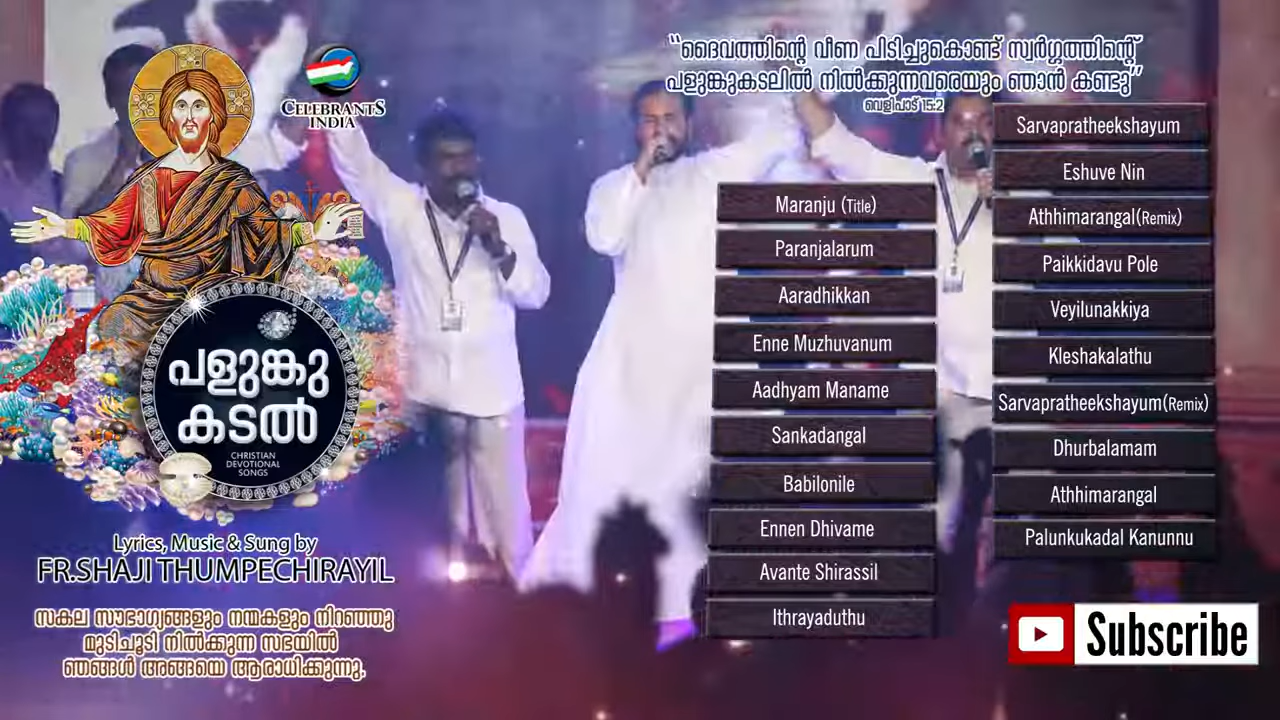 "ദൈവത്തിന്റെ വീണ പിടിച്ചുകൊണ്ട് സ്വർഗ്ഗത്തിന്റെ
പളുങ്കുകടലിൽ നിൽക്കുന്നവരെയും ഞാൻ കണ്ടു"
വെളിപാട് 15:2
CELEBRANTS
INDIA
പളുങ്കു
കടൽ
CHRISTIAN
DEVOTIONAL
SONGS
Lyrics, Music & Sung by
FR.SHAJI THUMPECHIRAYIL
സകല സൗഭാഗ്യങ്ങളും നന്മകളും നിറഞ്ഞു
മുടിചൂടി നിൽക്കുന്ന സഭയിൽ
ഞങ്ങൾ അങ്ങയെ ആരാധിക്കുന്നു.
Maranju (Title)
Paranjalarum
Aaradhikkan
Enne Muzhuvanum
Aadhyam Maname
Sankadangal
Babilonile
Ennen Dhivame
Avante Shirassil
Ithrayaduthu
Sarvapratheekshayum
Eshuve Nin
Athhimarangal(Remix)
Paikkidavu Pole
Veyilunakkiya
Kleshakalathu
Sarvapratheekshayum(Remix)
Dhurbalamam
Athhimarangal
Palunkukadal Kanunnu
Subscribe